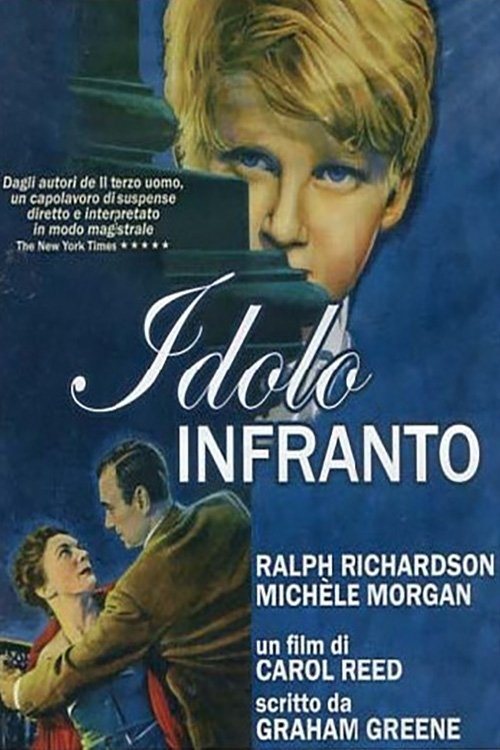 Dagli autori de Il terzo uomo,
un capolavoro di suspense
diretto e interpretato
in modo magistrale
The New York Times ★★★★★
Idolo
INFRANTO
RALPH RICHARDSON
MICHÈLE MORGAN
un film di
CAROL REED
scritto da
GRAHAM GREENE